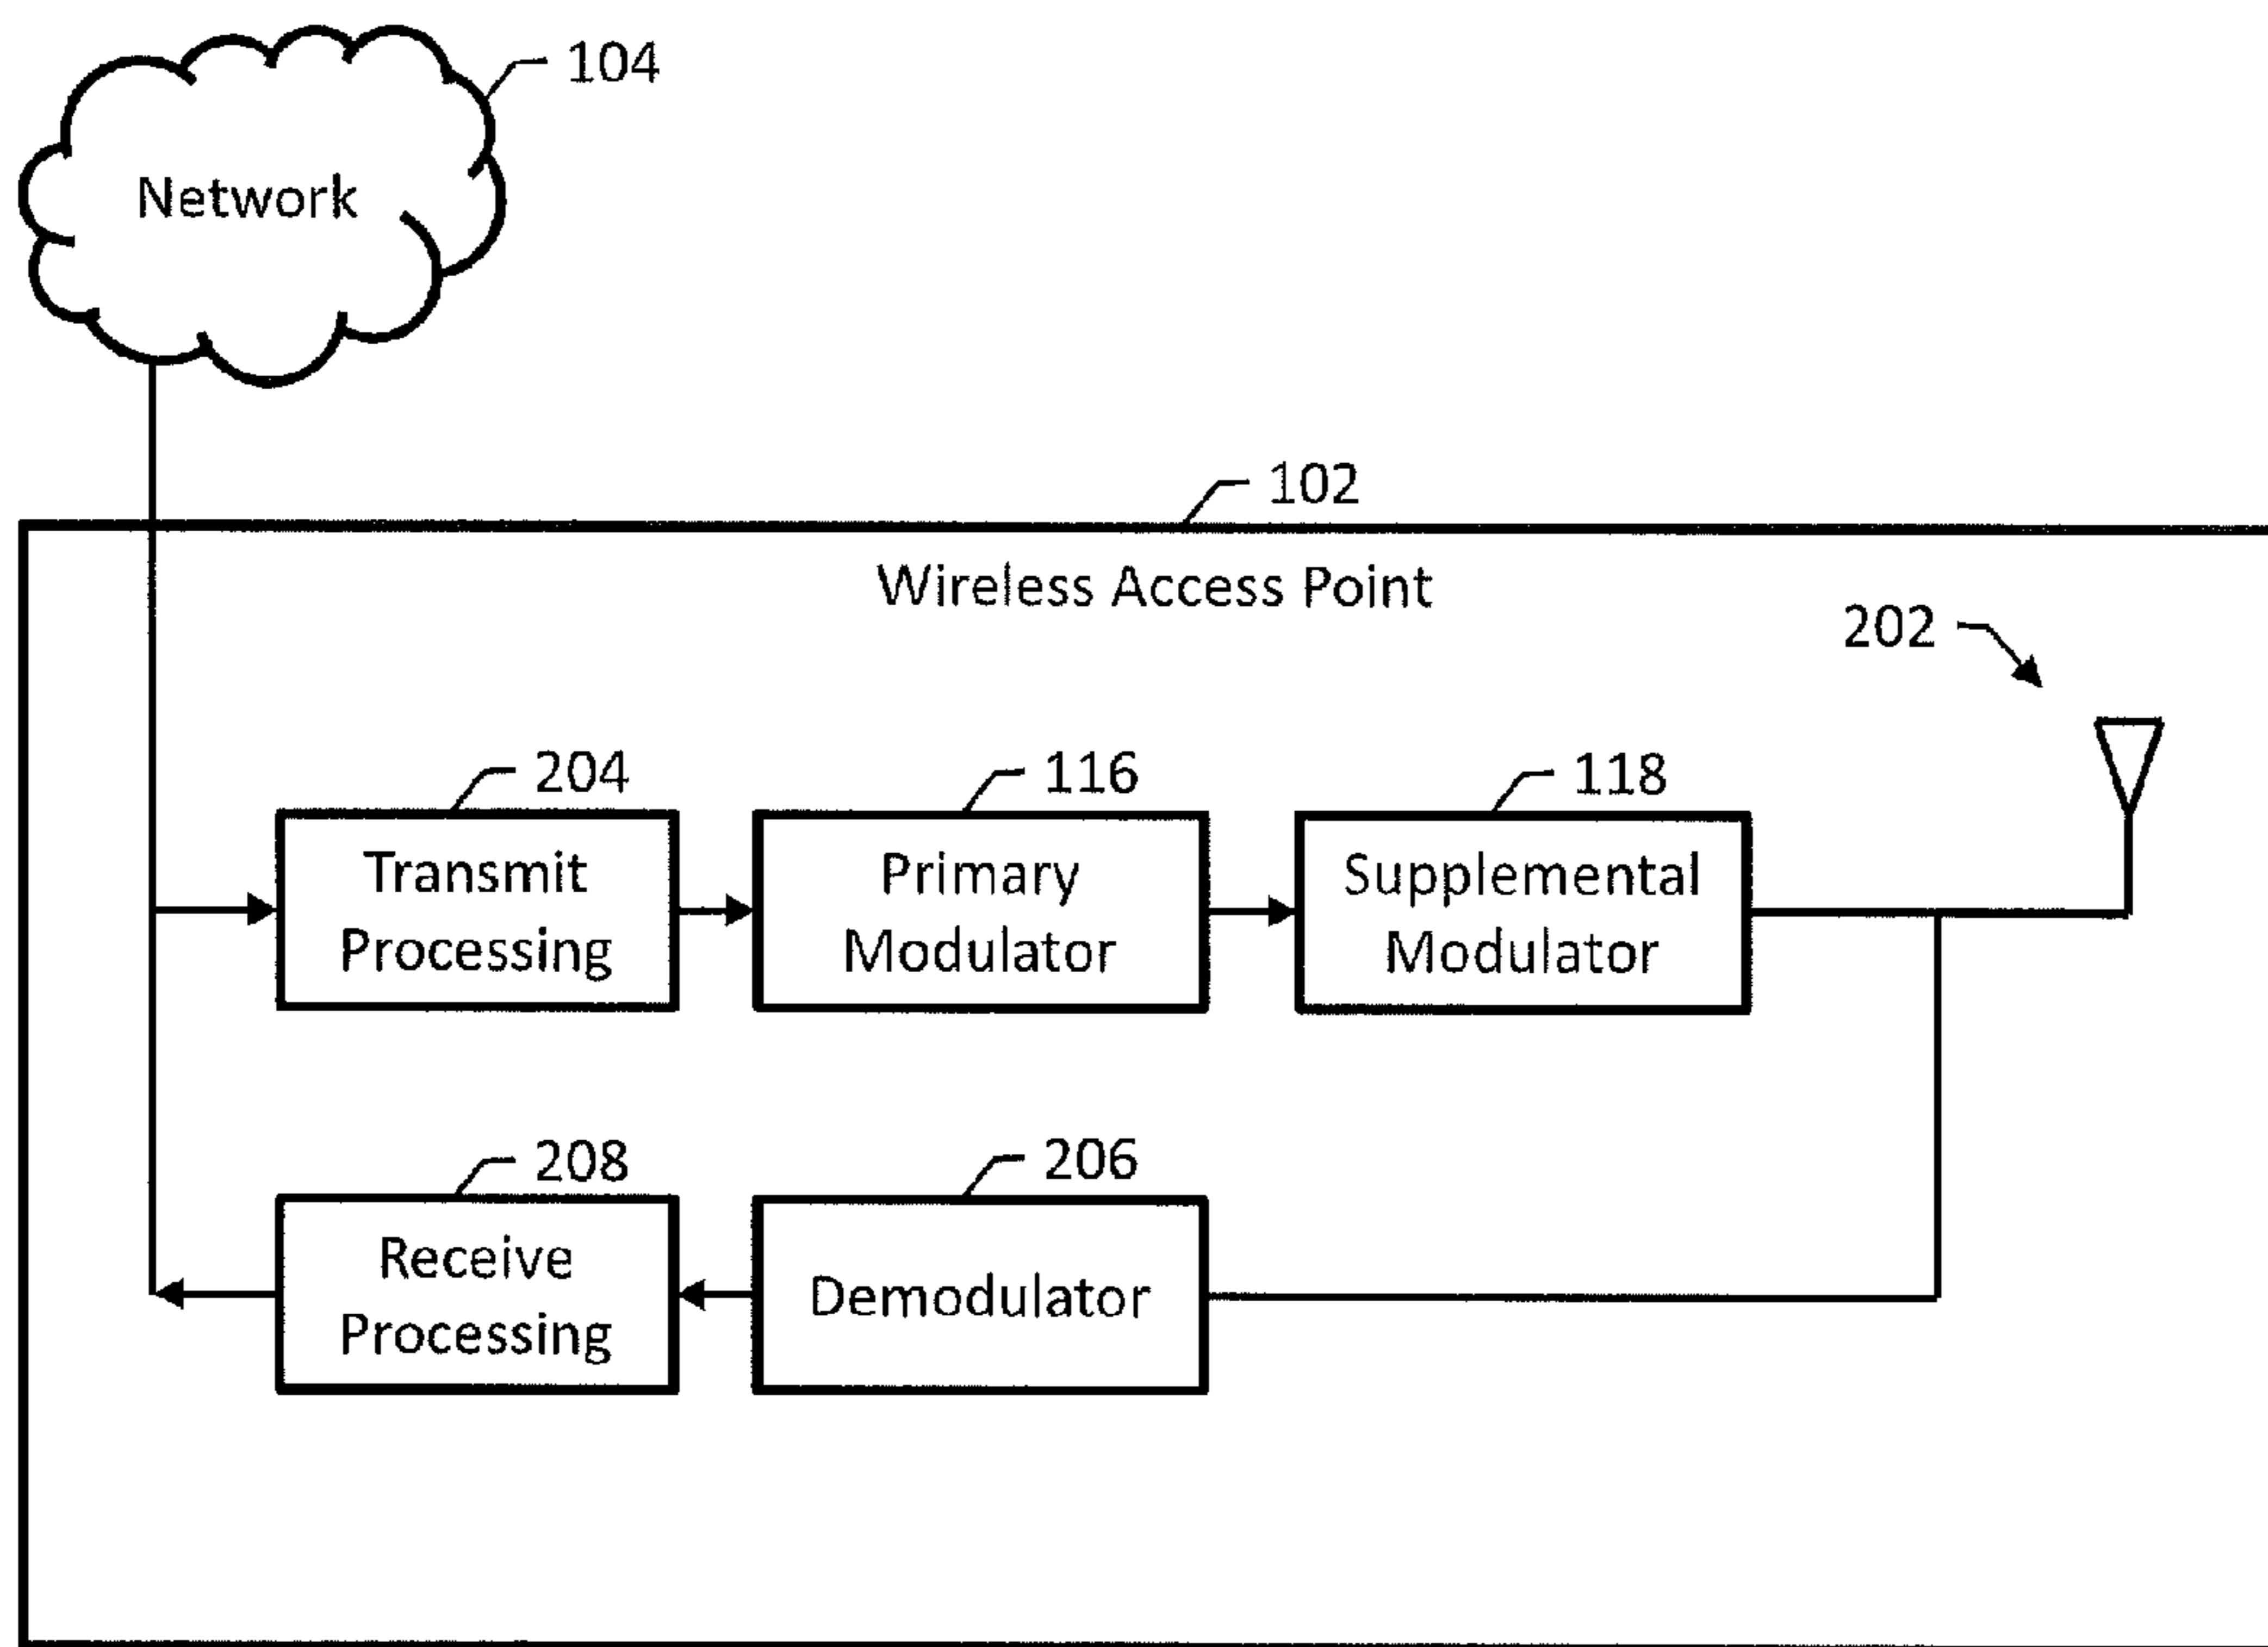 104
Network
102
Wireless Access Point
202
204
116
118
Transmit
Processing
Primary
Modulator
Supplemental
Modulator
208
206
Receive
Processing
Demodulator